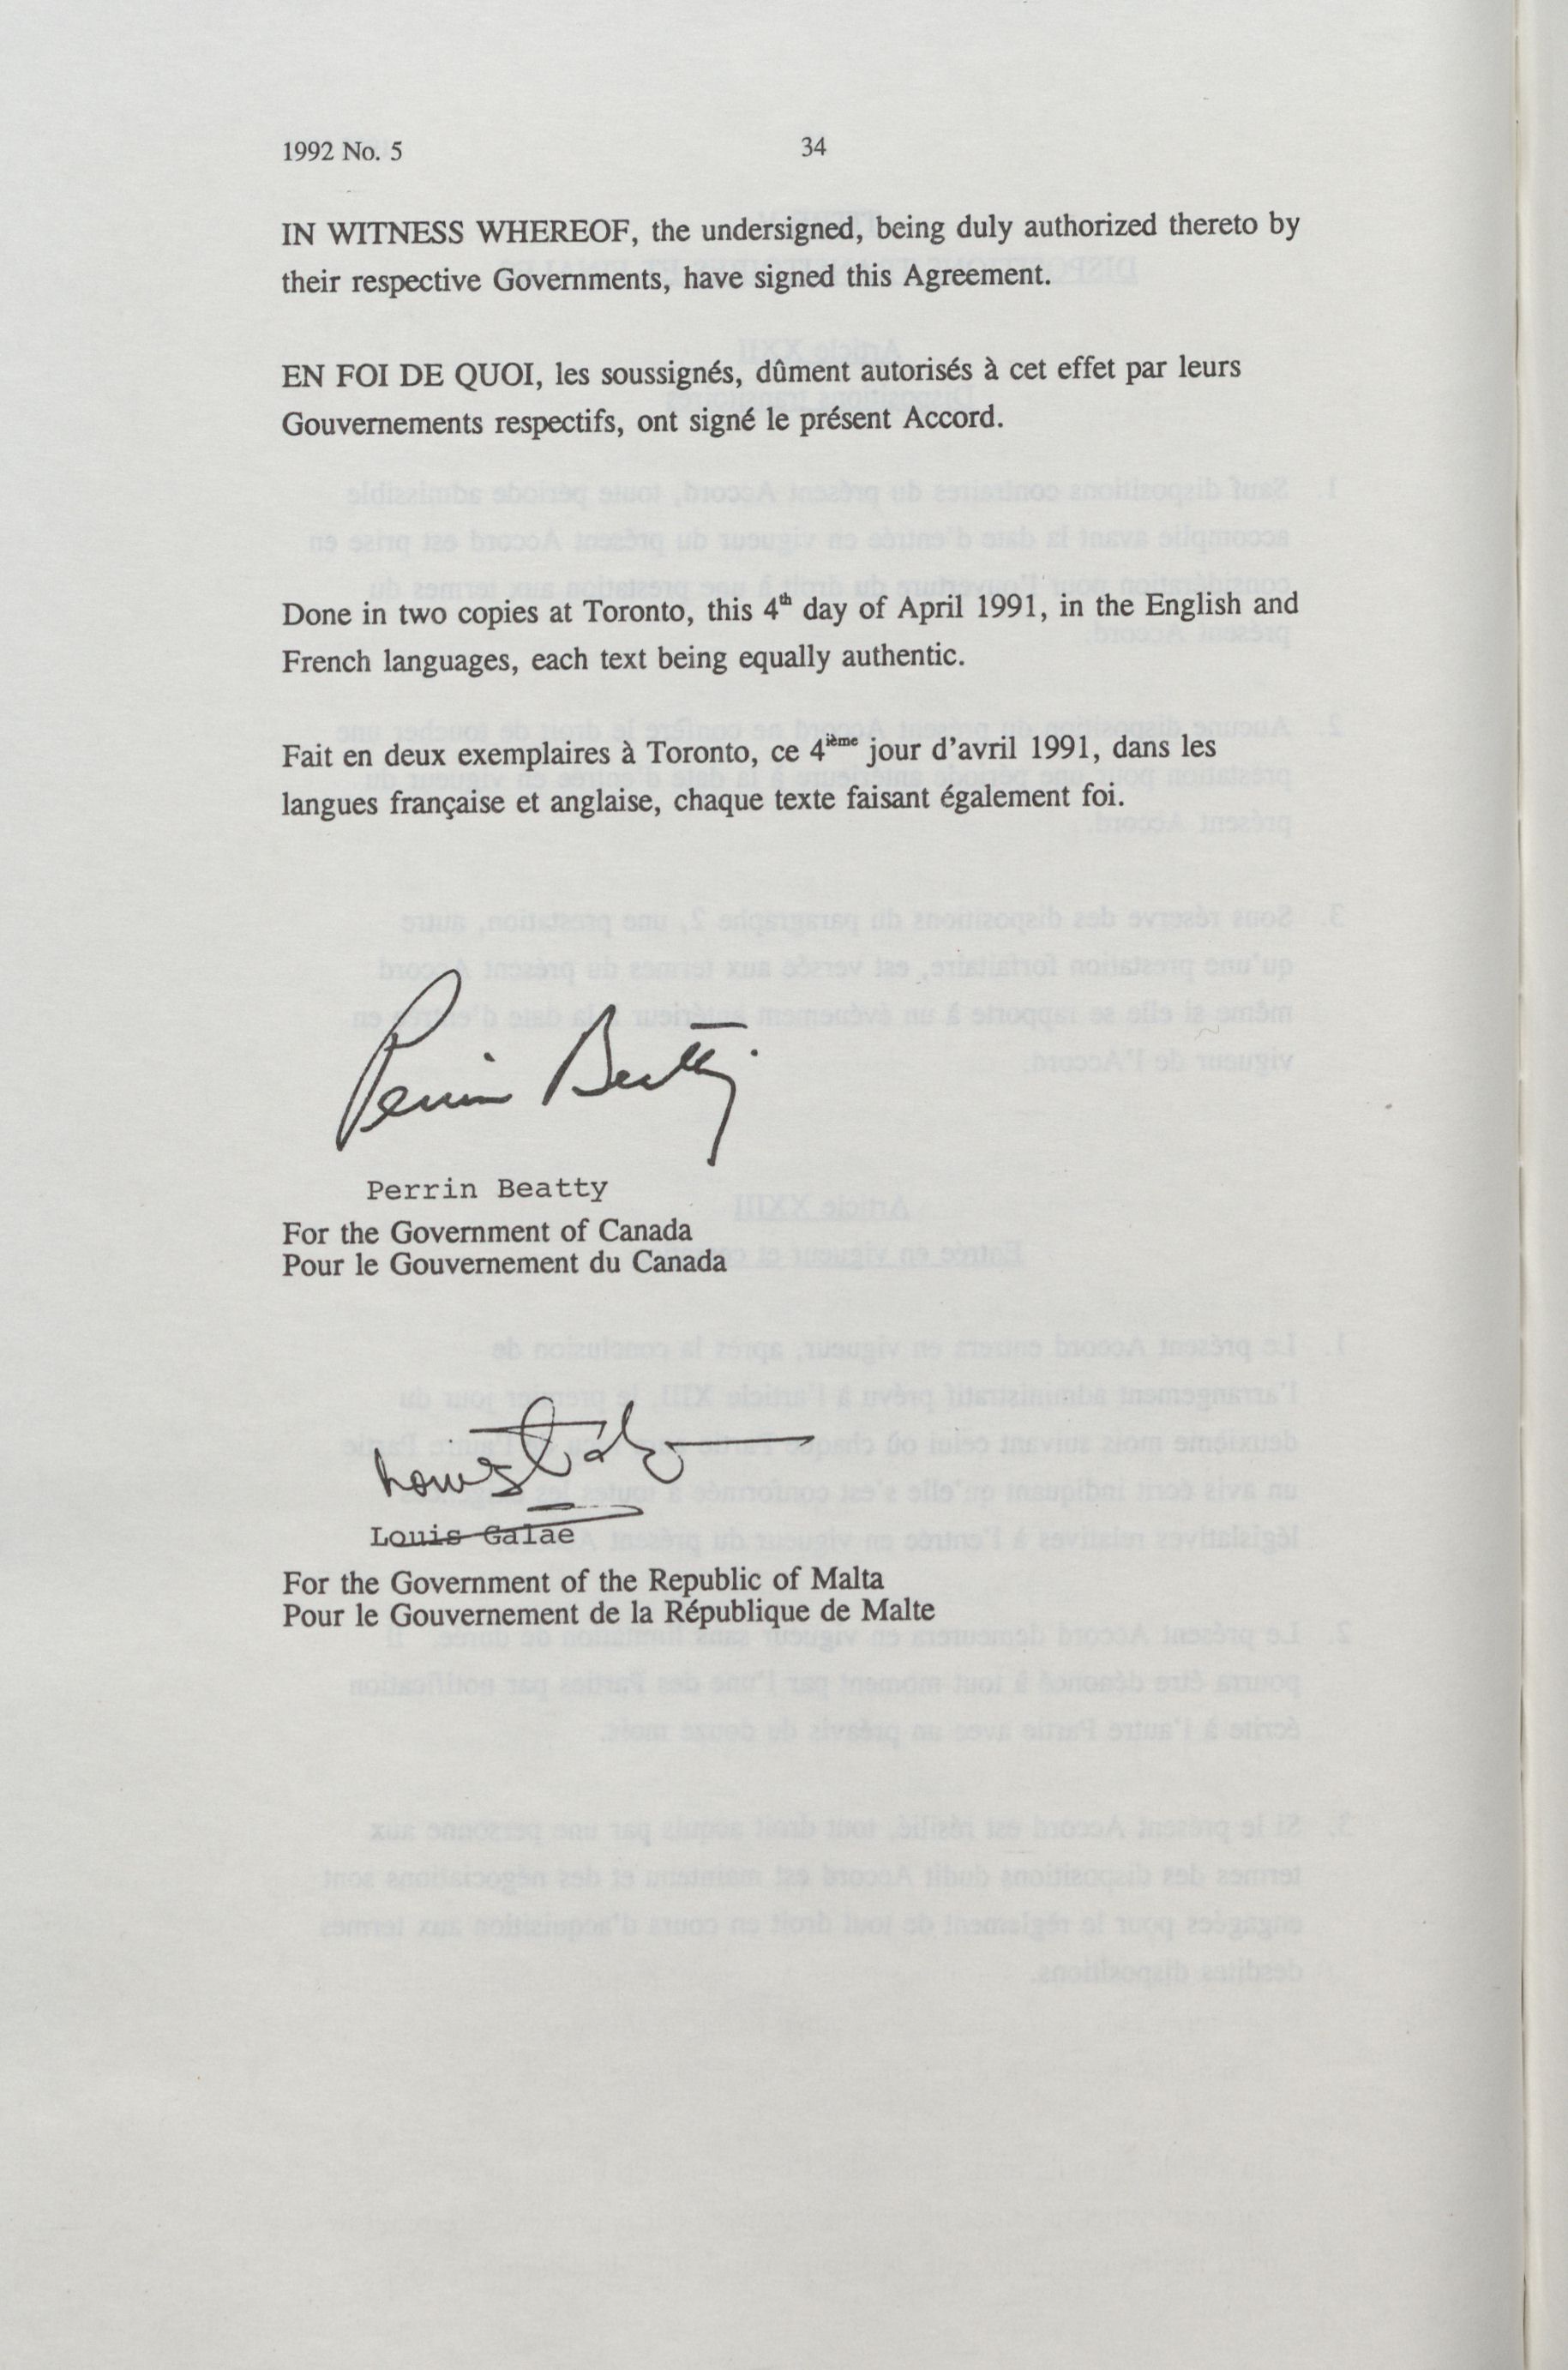 1992 No. 5
34
IN WITNESS WHEREOF, the undersigned, being duly authorized thereto by
their respective Governments, have signed this Agreement.
EN FOI DE QUOI, les soussignés, dûment autorisés à cet effet par leurs
Gouvernements respectifs, ont signé le présent Accord.
Done in two copies at Toronto, this 4th day of April 1991, in the English and
French languages, each text being equally authentic.
Fait en deux exemplaires à Toronto, ce 4ième jour d'avril 1991, dans les
langues française et anglaise, chaque texte faisant également foi.
Perrin Beatty
Perrin Beatty
For the Government of Canada
Pour le Gouvernement du Canada
Louis
Louis Galae
For the Government of the Republic of Malta
Pour le Gouvernement de la République de Malte